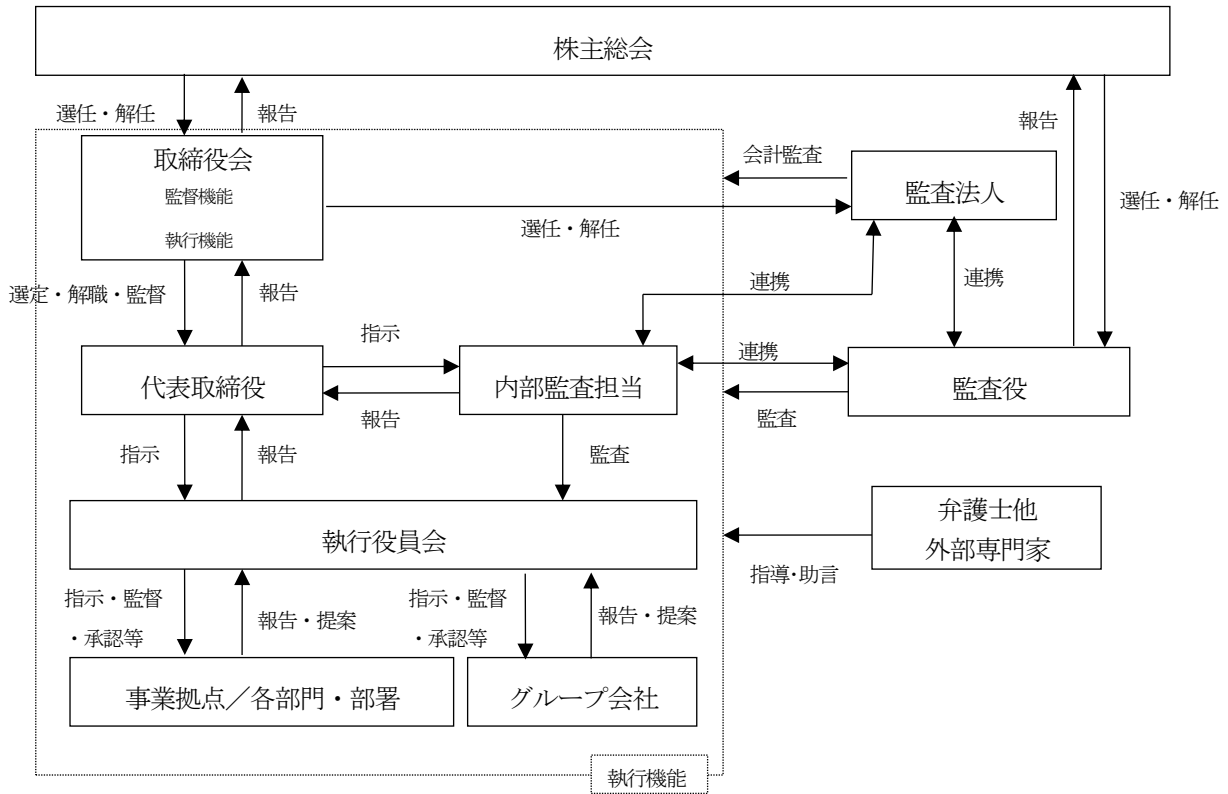 株主総会
選任・解任
報告
報告
選任・解任
取締役会
監督機能
執行機能
会計監査
監査法人
選任・解任
選定・解職・監督
報告
連携
連携
指示
連携
代表取締役
内部監査担当
監査役
報告
監査
指示
報告
監査
執行役員会
弁護士他
外部専門家
指導・助言
指示・監督
・承認等
報告・提案
指示・監督
・承認等
報告・提案
事業拠点／各部門・部署
グループ会社
執行機能